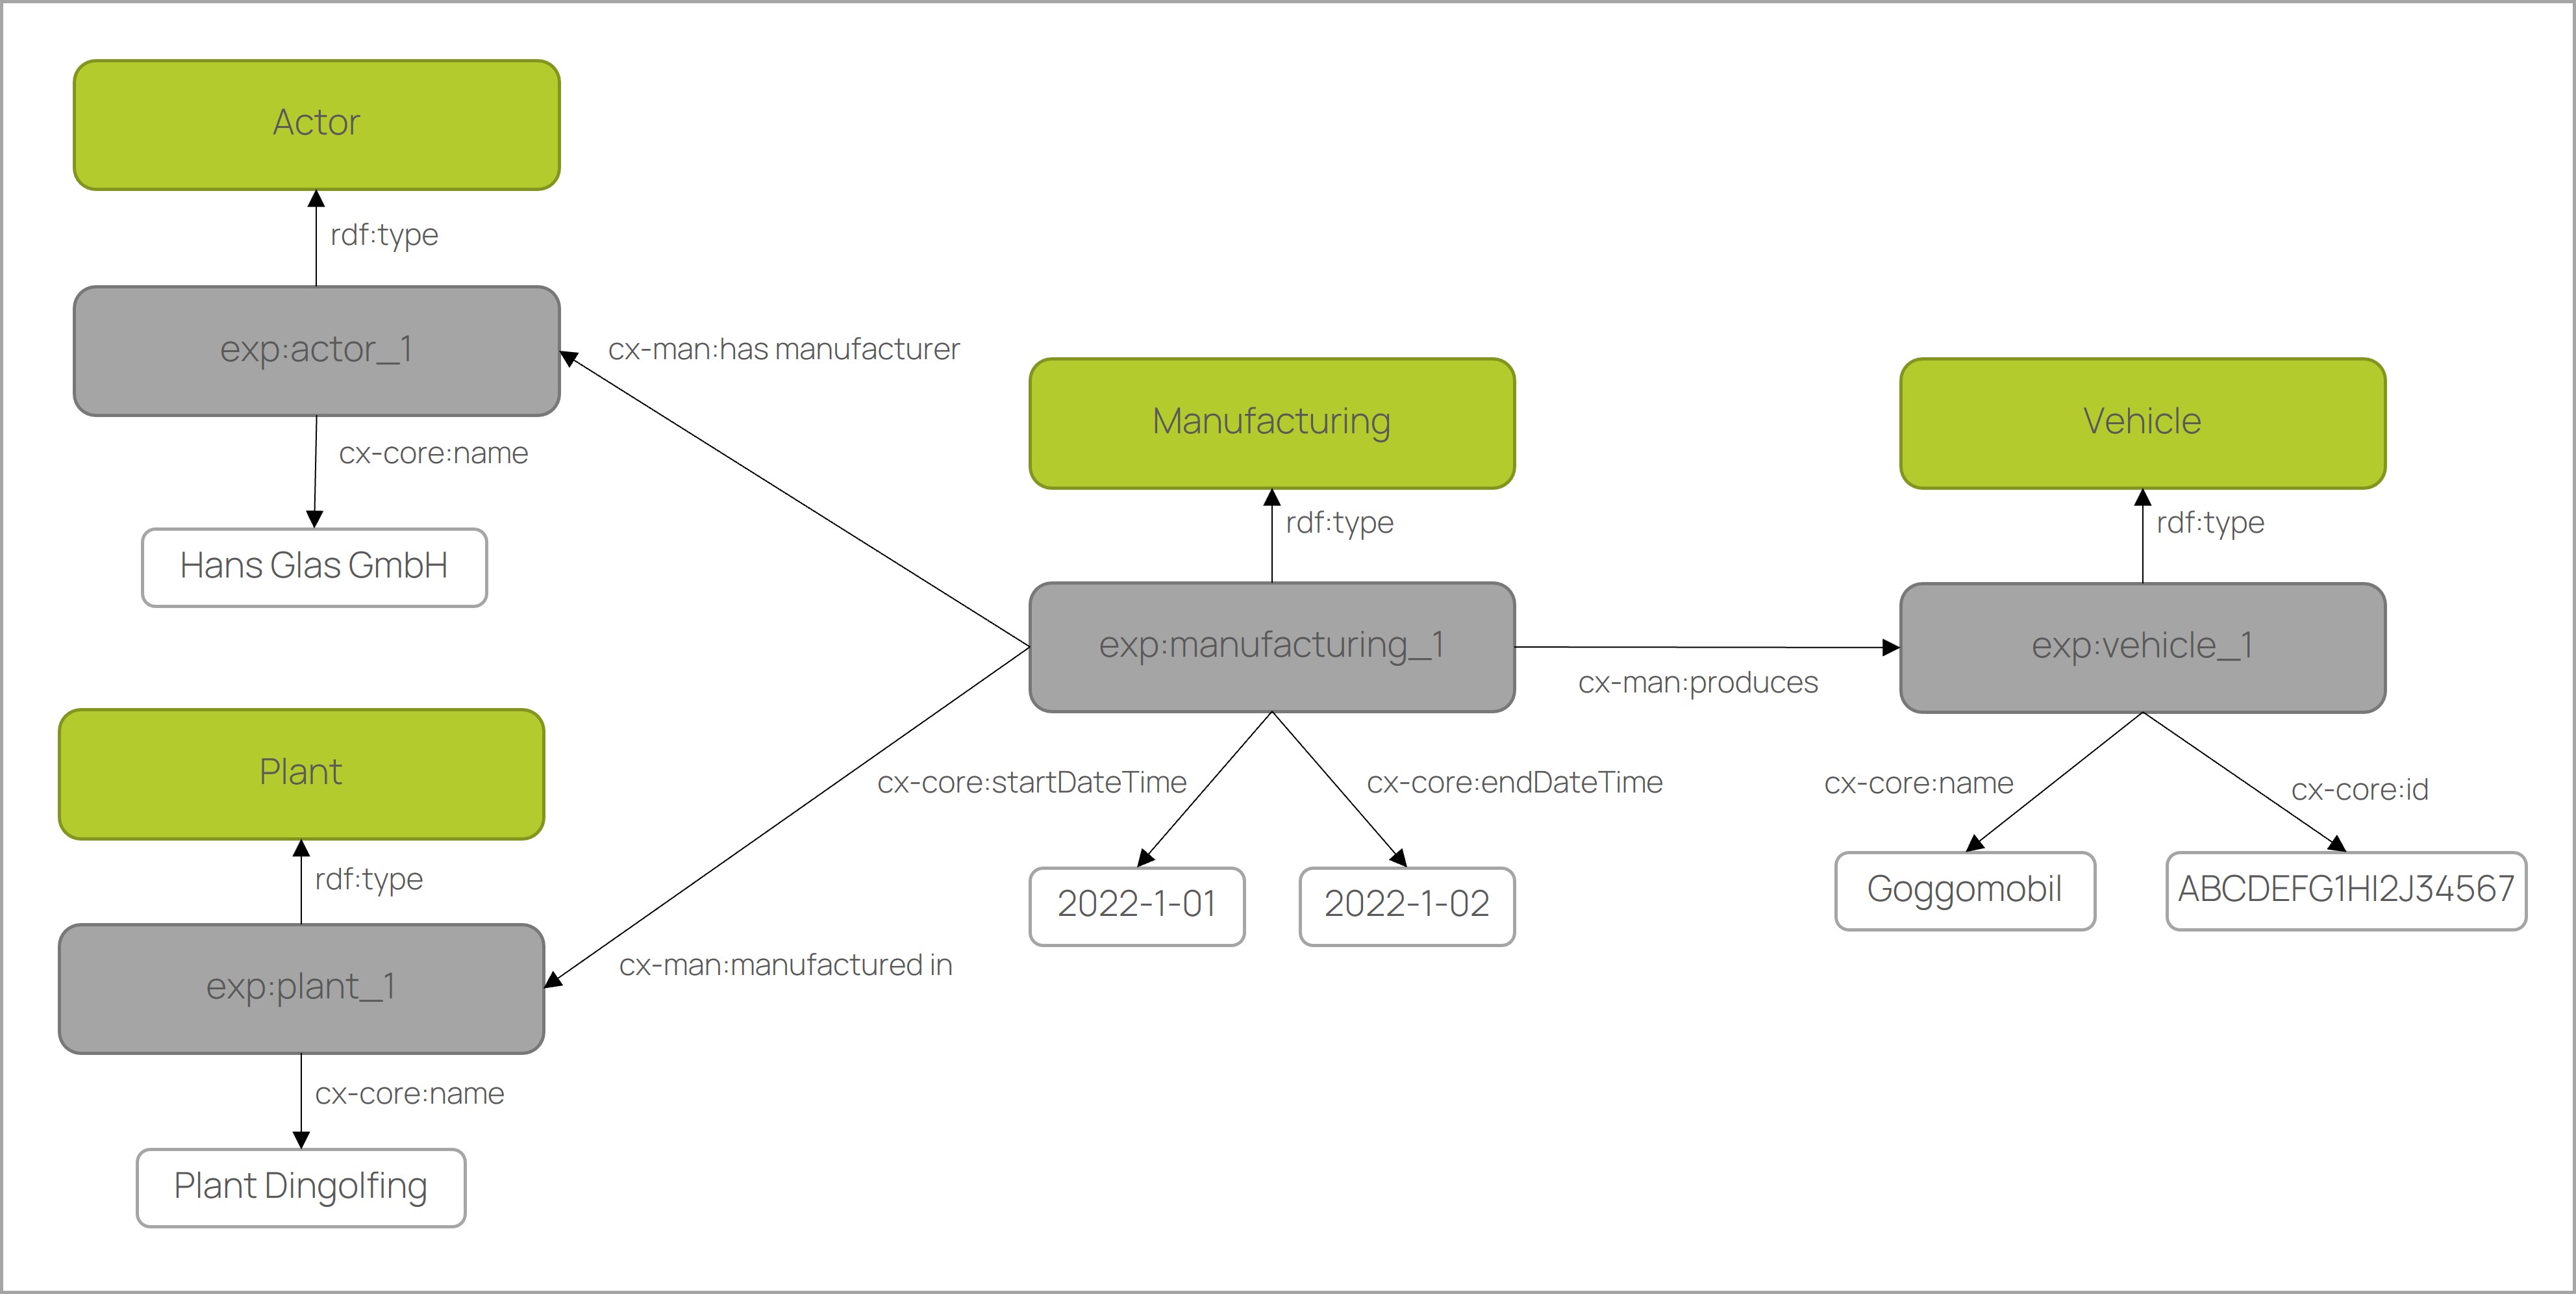 Actor
rdf:type
exp:actor_1
cx-man:has manufacturer
cx-core:name
Hans Glas GmbH
Manufacturing
Vehicle
rdf:type
rdf:type
exp:manufacturing_1
exp:vehicle_1
cx-man:produces
Plant
cx-core:startDateTime
cx-core:endDateTime
cx-core:name
cx-core:id
rdf:type
2022-1-01
2022-1-02
Goggomobil
ABCDEFG1HI2J34567
exp:plant_1
cx-man:manufactured in
cx-core:name
Plant Dingolfing